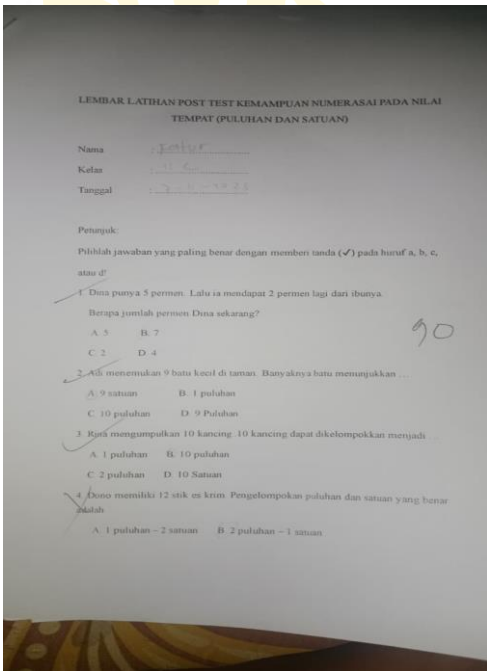 LEMBAR LATIHAN POST TEST KEMAMPUAN NUMERASAI PADA NILAI
TEMPAT (PULUHAN DAN SATUAN)
Nama :
Kelas :
Tanggal :
Petunjuk:
Pilihlah jawaban yang paling benar dengan memberi tanda (✓) pada huruf a, b, c,
atau d!
1. Dina punya 5 permen. Lalu ia mendapat 2 permen lagi dari ibunya.
Berapa jumlah permen Dina sekarang?
A. 5 B. 7
C. 2 D. 4
90
2. Adi menemukan 9 batu kecil di taman. Banyaknya batu menunjukkan ...
A. 9 satuan B. 1 puluhan
C. 10 puluhan D. 9 Puluhan
3. Rina mengumpulkan 10 kancing. 10 kancing dapat dikelompokkan menjadi ...
A. 1 puluhan B. 10 puluhan
C. 2 puluhan D. 10 Satuan
4. Dono memiliki 12 stik es krim. Pengelompokan puluhan dan satuan yang benar
adalah
A. 1 puluhan – 2 satuan B. 2 puluhan – 1 satuan